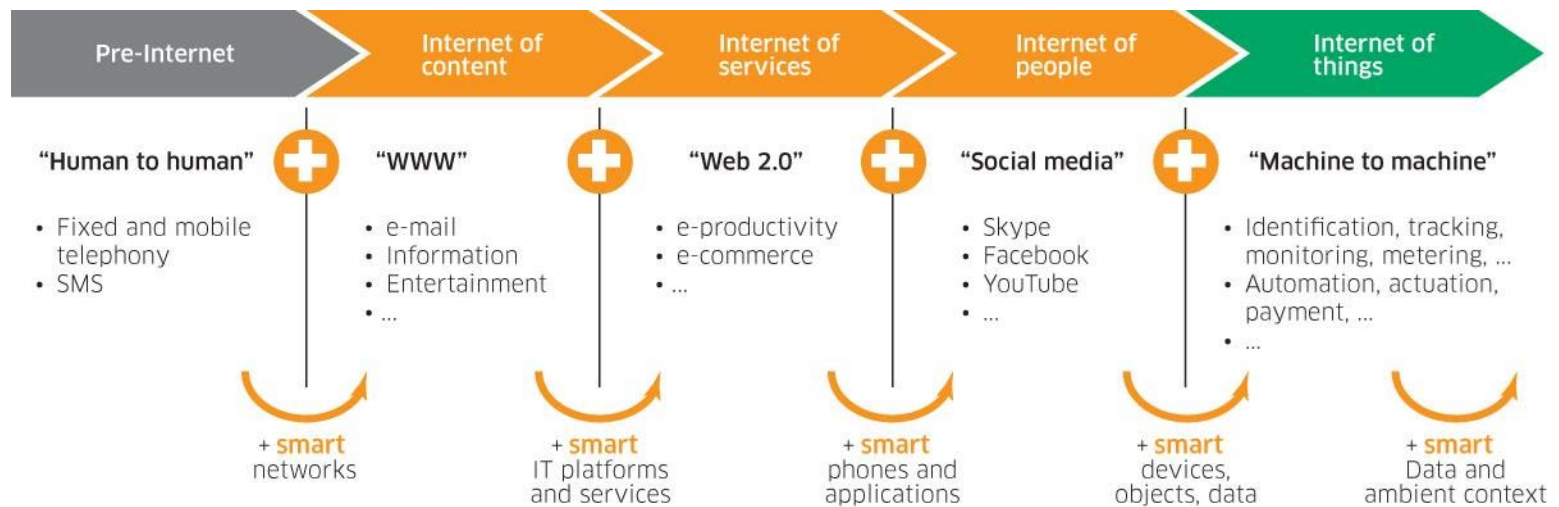 Pre-Internet
Internet of
content
Internet of
services
Internet of
people
Internet of
things
“Human to human”
• Fixed and mobile
telephony
• SMS
“WWW”
• e-mail
• Information
• Entertainment
• ...
“Web 2.0”
• e-productivity
• e-commerce
• ...
“Social media”
• Skype
• Facebook
• YouTube
• ...
“Machine to machine”
• Identification, tracking,
monitoring, metering, ...
• Automation, actuation,
payment, ...
• ...
+ smart
networks
+ smart
IT platforms
and services
+ smart
phones and
applications
+ smart
devices,
objects, data
+ smart
Data and
ambient context